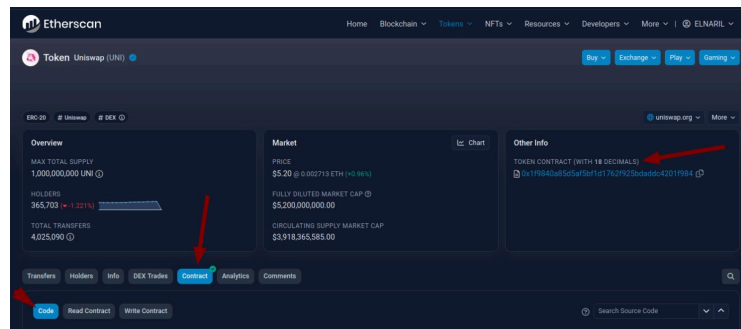 Etherscan
Home Blockchain Tokens NFTs Resources Developers More | ELNARIL
Token Uniswap (UNI)
Buy Exchange Play Gaming
ERC-20 # Uniswap # DEX
uniswap.org More
Overview
MAX TOTAL SUPPLY
1,000,000,000 UNI
HOLDERS
365,703 (-1.221%)
TOTAL TRANSFERS
4,025,090
Market
Chart
PRICE
$5.20 @ 0.002713 ETH (+0.96%)
FULLY DILUTED MARKET CAP
$5,200,000,000.00
CIRCULATING SUPPLY MARKET CAP
$3,918,365,585.00
Other Info
TOKEN CONTRACT (WITH 18 DECIMALS)
0x1f9840a85d5af5bf1d1762f925bdaddc4201f984
Transfers Holders Info DEX Trades Contract Analytics Comments
Code Read Contract Write Contract
Search Source Code